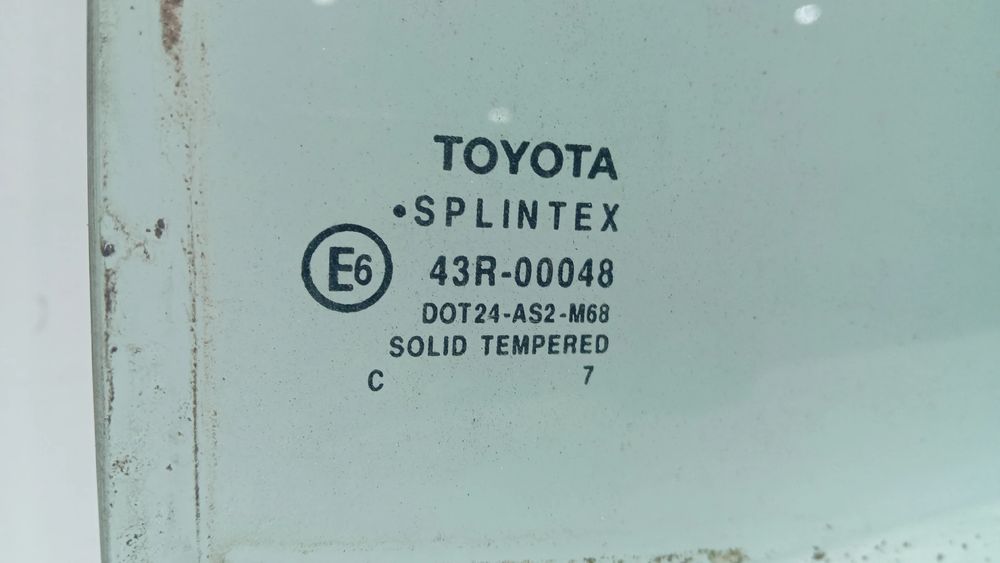 TOYOTA
•SPLINTEX
E6 43R-00048
DOT24-AS2-M68
SOLID TEMPERED
C 7